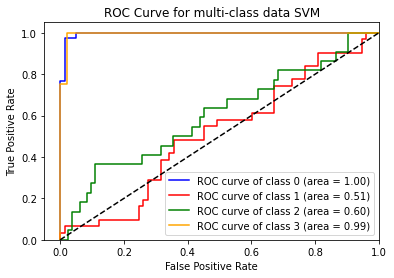 ROC Curve for multi-class data SVM
True Positive Rate
1.0
0.8
0.6
0.4
0.2
0.0
ROC curve of class 0 (area = 1.00)
ROC curve of class 1 (area = 0.51)
ROC curve of class 2 (area = 0.60)
ROC curve of class 3 (area = 0.99)
0.0 0.2 0.4 0.6 0.8 1.0
False Positive Rate